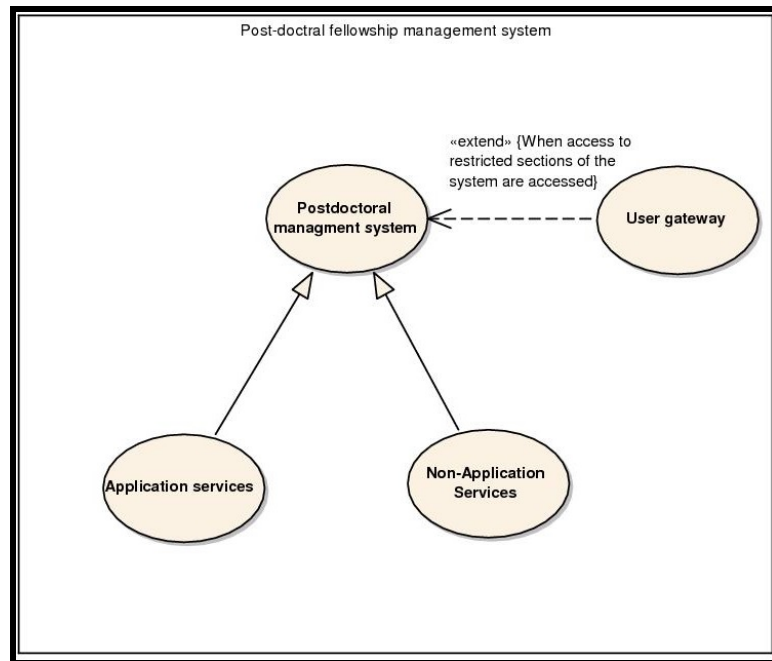 Post-doctral fellowship management system
«extend» {When access to
restricted sections of the
system are accessed}
Postdoctoral
managment system
User gateway
Application services
Non-Application
Services